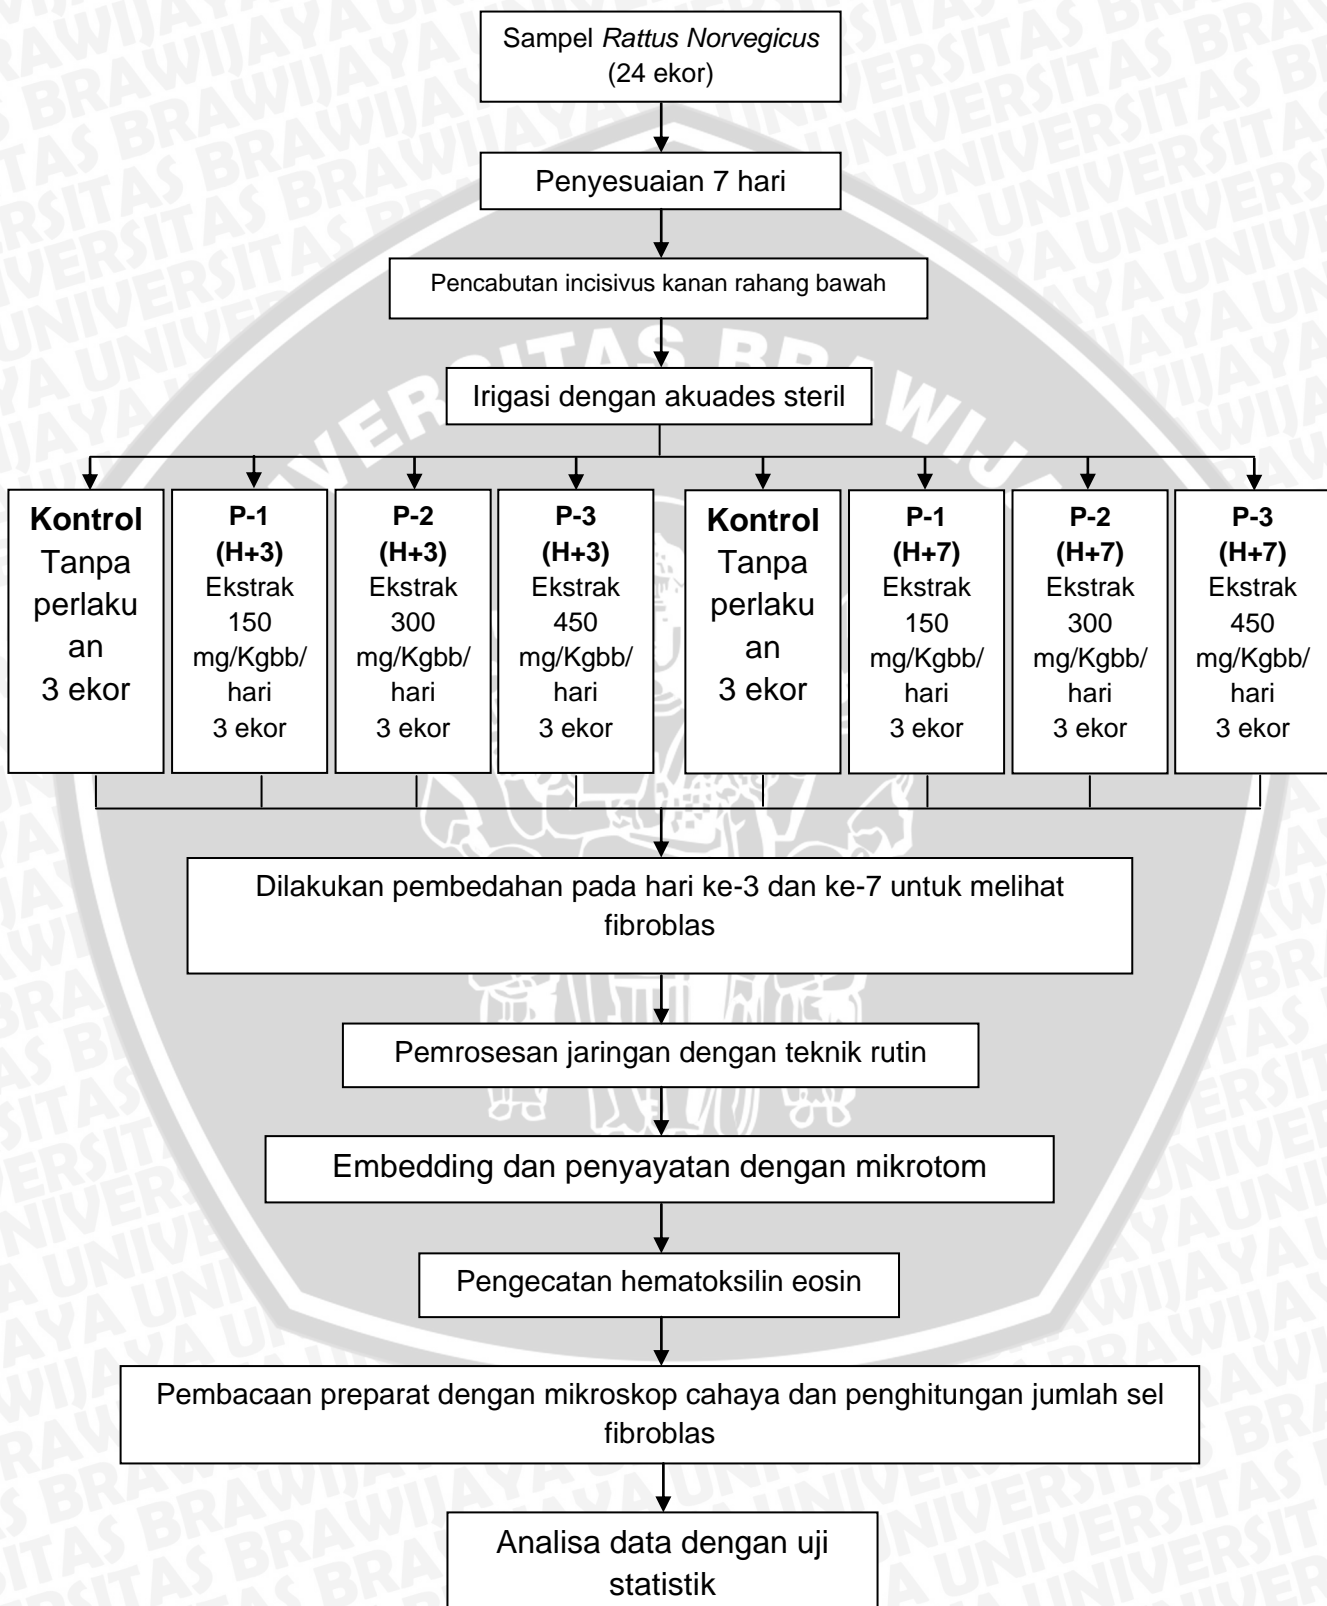 Sampel Rattus Norvegicus
(24 ekor)
Penyesuaian 7 hari
Pencabutan incisivus kanan rahang bawah
Irigasi dengan akuades steril
Kontrol
Tanpa
perlaku
an
3 ekor
P-1
(H+3)
Ekstrak
150
mg/Kgbb/
hari
3 ekor
P-2
(H+3)
Ekstrak
300
mg/Kgbb/
hari
3 ekor
P-3
(H+3)
Ekstrak
450
mg/Kgbb/
hari
3 ekor
Kontrol
Tanpa
perlaku
an
3 ekor
P-1
(H+7)
Ekstrak
150
mg/Kgbb/
hari
3 ekor
P-2
(H+7)
Ekstrak
300
mg/Kgbb/
hari
3 ekor
P-3
(H+7)
Ekstrak
450
mg/Kgbb/
hari
3 ekor
Dilakukan pembedahan pada hari ke-3 dan ke-7 untuk melihat
fibroblas
Pemrosesan jaringan dengan teknik rutin
Embedding dan penyayatan dengan mikrotom
Pengecatan hematoksilin eosin
Pembacaan preparat dengan mikroskop cahaya dan penghitungan jumlah sel
fibroblas
Analisa data dengan uji
statistik